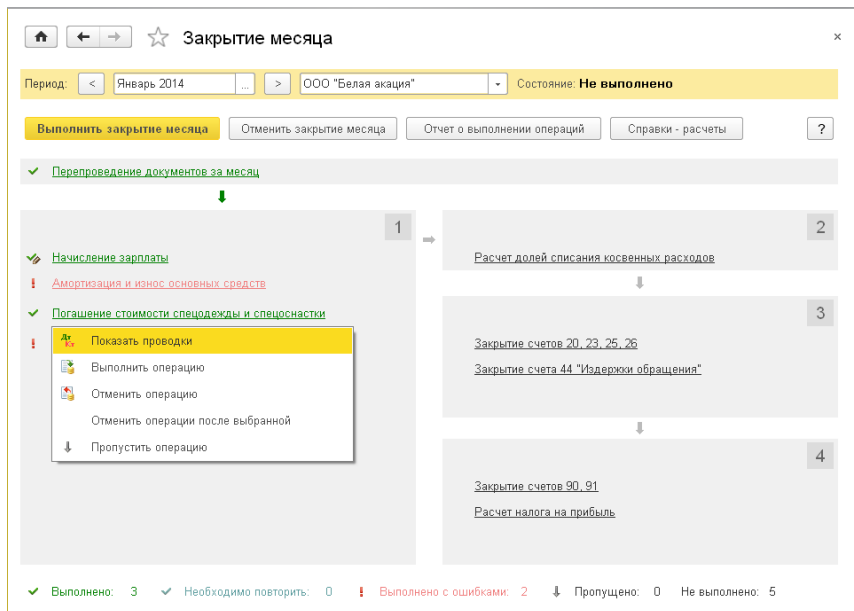 Закрытие месяца
Период: < Январь 2014 ... > ООО "Белая акация" Состояние: Не выполнено
Выполнить закрытие месяца Отменить закрытие месяца Отчет о выполнении операций Справки - расчеты ?
Перепроведение документов за месяц
1
Начисление зарплаты
Амортизация и износ основных средств
Погашение стоимости спецодежды и спецоснастки
Дт Кт Показать проводки
Выполнить операцию
Отменить операцию
Отменить операции после выбранной
Пропустить операцию
2
Расчет долей списания косвенных расходов
3
Закрытие счетов 20, 23, 25, 26
Закрытие счета 44 "Издержки обращения"
4
Закрытие счетов 90, 91
Расчет налога на прибыль
Выполнено: 3 Необходимо повторить: 0 Выполнено с ошибками: 2 Пропущено: 0 Не выполнено: 5